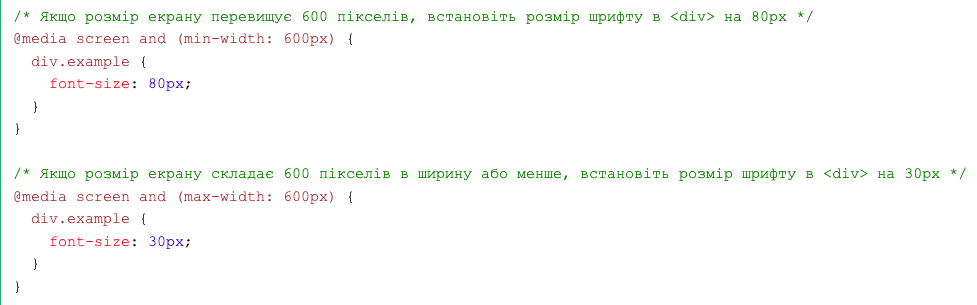 /* Якщо розмір екрану перевищує 600 пікселів, встановіть розмір шрифту в <div> на 80px */
@media screen and (min-width: 600px) {
  div.example {
    font-size: 80px;
  }
}

/* Якщо розмір екрану складає 600 пікселів в ширину або менше, встановіть розмір шрифту в <div> на 30px */
@media screen and (max-width: 600px) {
  div.example {
    font-size: 30px;
  }
}